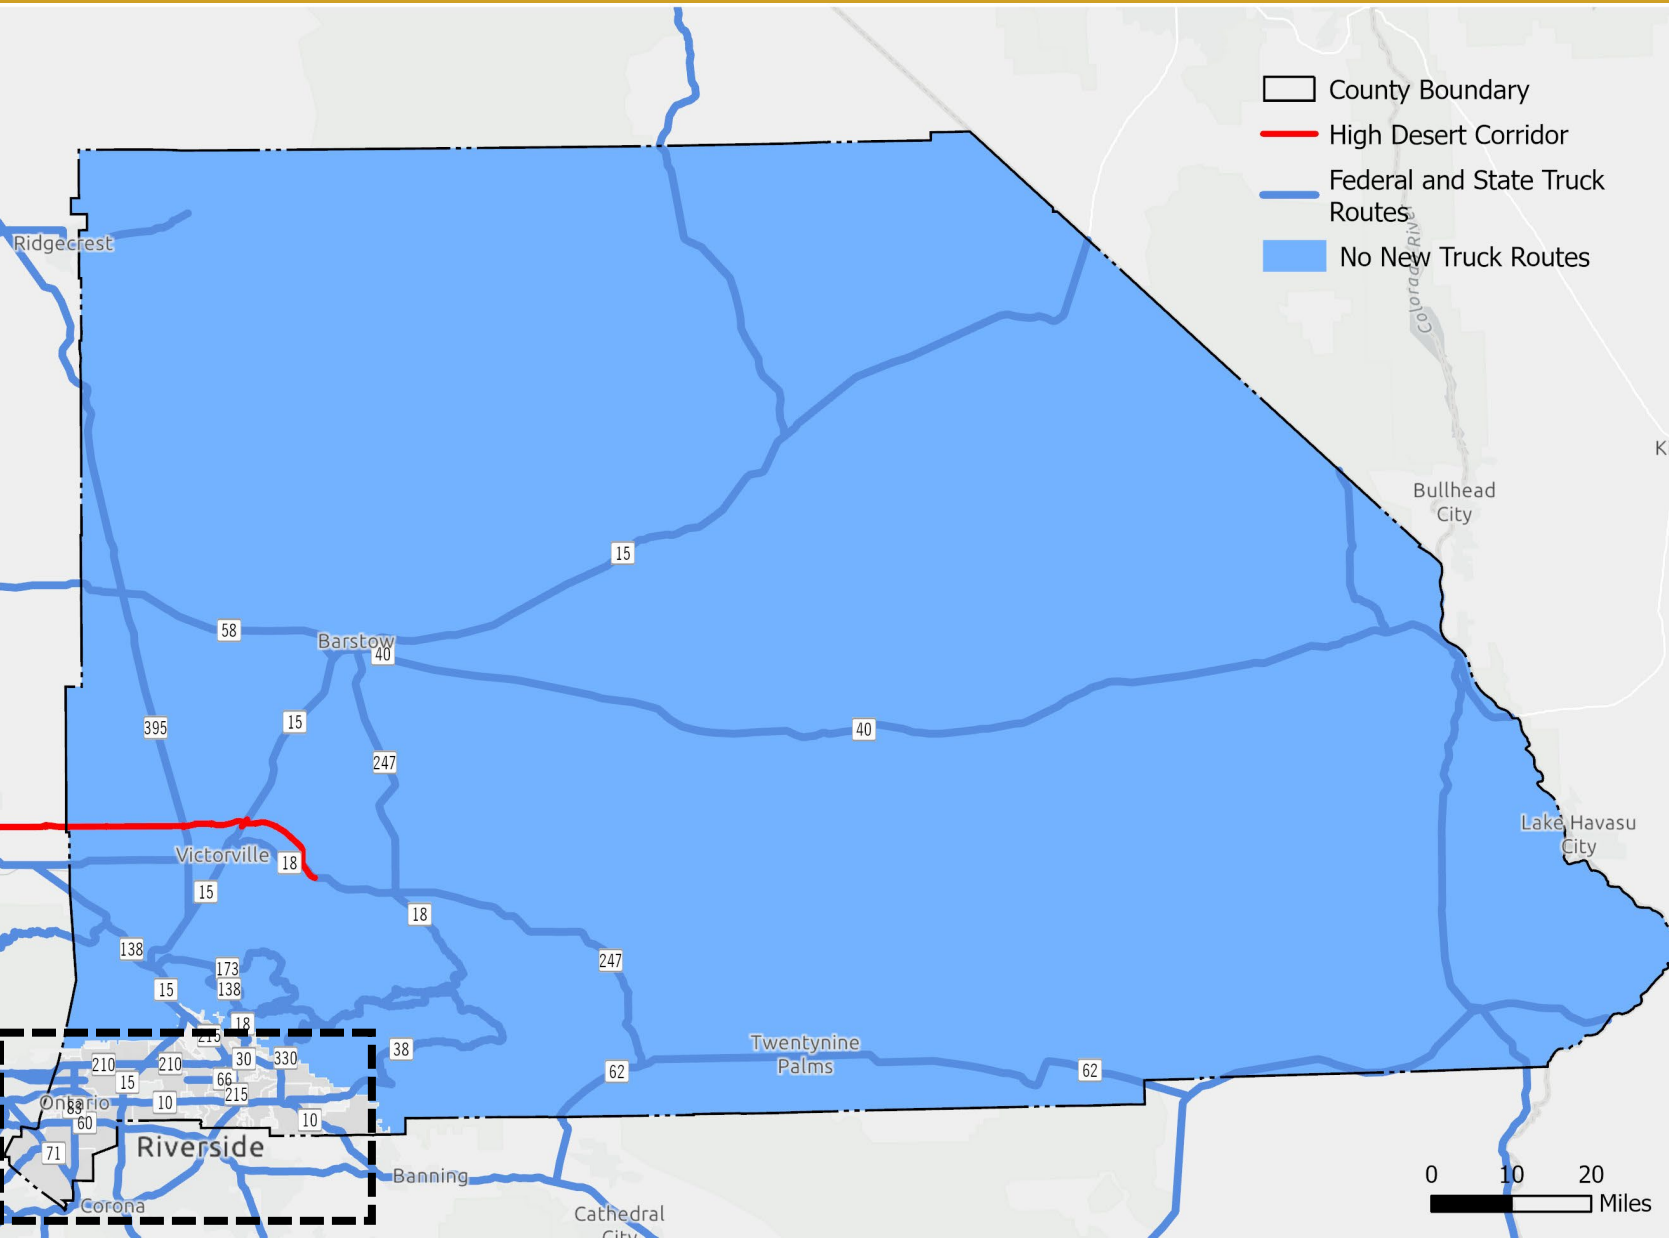 County Boundary
High Desert Corridor
Federal and State Truck
Routes
No New Truck Routes
Colorado River
Ridgecrest
K
Bullhead
City
15
58
Barstow
40
395
15
40
247
Lake Havasu
City
Victorville
18
15
18
138
247
173
15
138
18
215
Twentynine
Palms
38
30
330
210
210
62
62
66
15
215
Ontario
83
10
60
10
Riverside
71
Banning
0 10 20
Miles
Corona
Cathedral
City